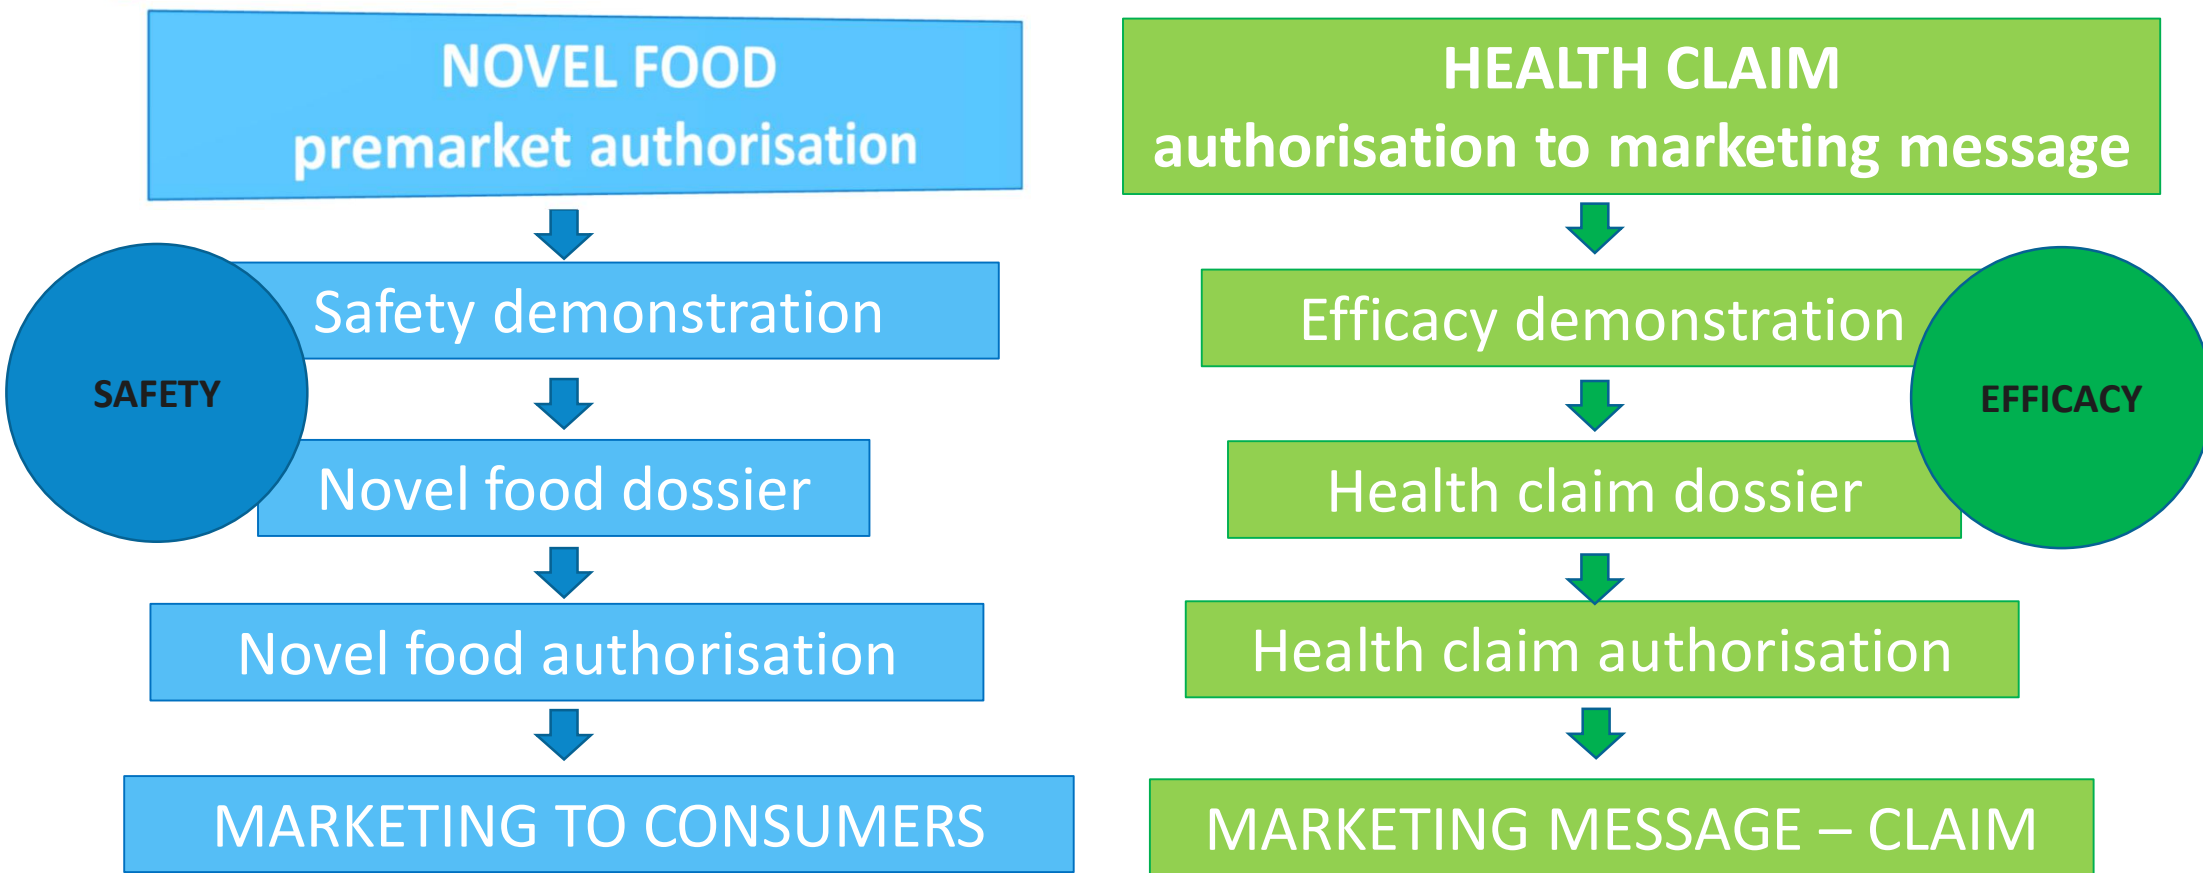 NOVEL FOOD
premarket authorisation
SAFETY
Safety demonstration
Novel food dossier
Novel food authorisation
MARKETING TO CONSUMERS
HEALTH CLAIM
authorisation to marketing message
Efficacy demonstration
EFFICACY
Health claim dossier
Health claim authorisation
MARKETING MESSAGE – CLAIM